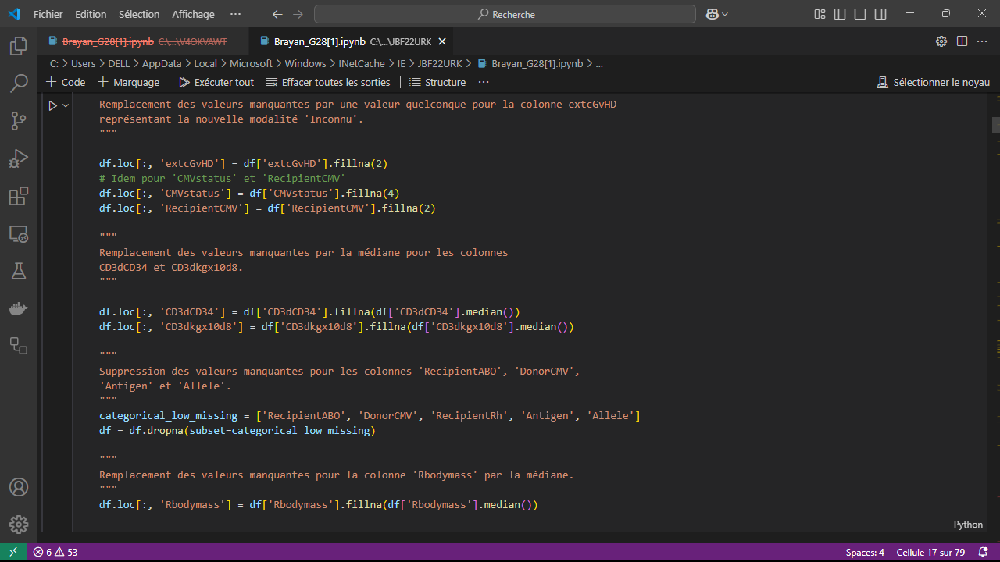 Fichier Edition Sélection Affichage ···
Recherche
Brayan_G28[1].ipynb C:\...\V4OKVAWT
Brayan_G28[1].ipynb C:\...\JBF22URK
C: > Users > DELL > AppData > Local > Microsoft > Windows > INetCache > IE > JBF22URK > Brayan_G28[1].ipynb > ...
+ Code + Marquage Exécuter tout Effacer toutes les sorties Structure ··· Sélectionner le noyau
Remplacement des valeurs manquantes par une valeur quelconque pour la colonne extcGvHD
représentant la nouvelle modalité 'Inconnu'.
"""
df.loc[:, 'extcGvHD'] = df['extcGvHD'].fillna(2)
# Idem pour 'CMVstatus' et 'RecipientCMV'
df.loc[:, 'CMVstatus'] = df['CMVstatus'].fillna(4)
df.loc[:, 'RecipientCMV'] = df['RecipientCMV'].fillna(2)
"""
Remplacement des valeurs manquantes par la médiane pour les colonnes
CD3dCD34 et CD3dkgx10d8.
"""
df.loc[:, 'CD3dCD34'] = df['CD3dCD34'].fillna(df['CD3dCD34'].median())
df.loc[:, 'CD3dkgx10d8'] = df['CD3dkgx10d8'].fillna(df['CD3dkgx10d8'].median())
"""
Suppression des valeurs manquantes pour les colonnes 'RecipientABO', 'DonorCMV',
'Antigen' et 'Allele'.
"""
categorical_low_missing = ['RecipientABO', 'DonorCMV', 'RecipientRh', 'Antigen', 'Allele']
df = df.dropna(subset=categorical_low_missing)
"""
Remplacement des valeurs manquantes pour la colonne 'Rbodymass' par la médiane.
"""
df.loc[:, 'Rbodymass'] = df['Rbodymass'].fillna(df['Rbodymass'].median())
Python
6 53 Spaces: 4 Cellule 17 sur 79